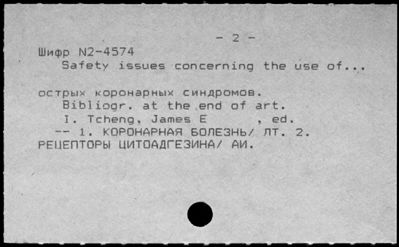 - 2 -
Шифр N2-4574
Safety issues concerning the use of...
острых коронарных синдромов.
Bibliogr. at the end of art.
I. Tcheng, James E , ed.
-- 1. КОРОНАРНАЯ БОЛЕЗНЬ/ ЛТ. 2.
РЕЦЕПТОРЫ ЦИТОАДГЕЗИНА/ АИ.